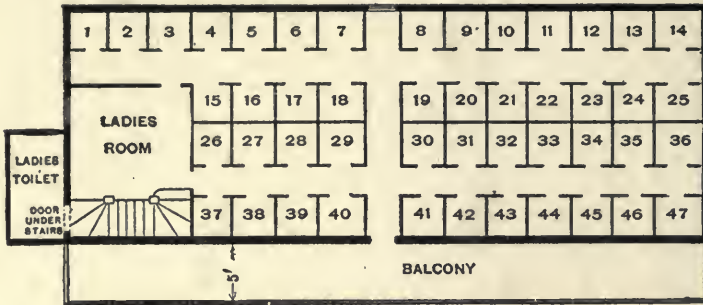 1 2 3 4 5 6 7 8 9 10 11 12 13 14
15 16 17 18 19 20 21 22 23 24 25
LADIES
ROOM
26 27 28 29 30 31 32 33 34 35 36
LADIES
TOILET
DOOR
UNDER
STAIRS
37 38 39 40 41 42 43 44 45 46 47
5'
BALCONY